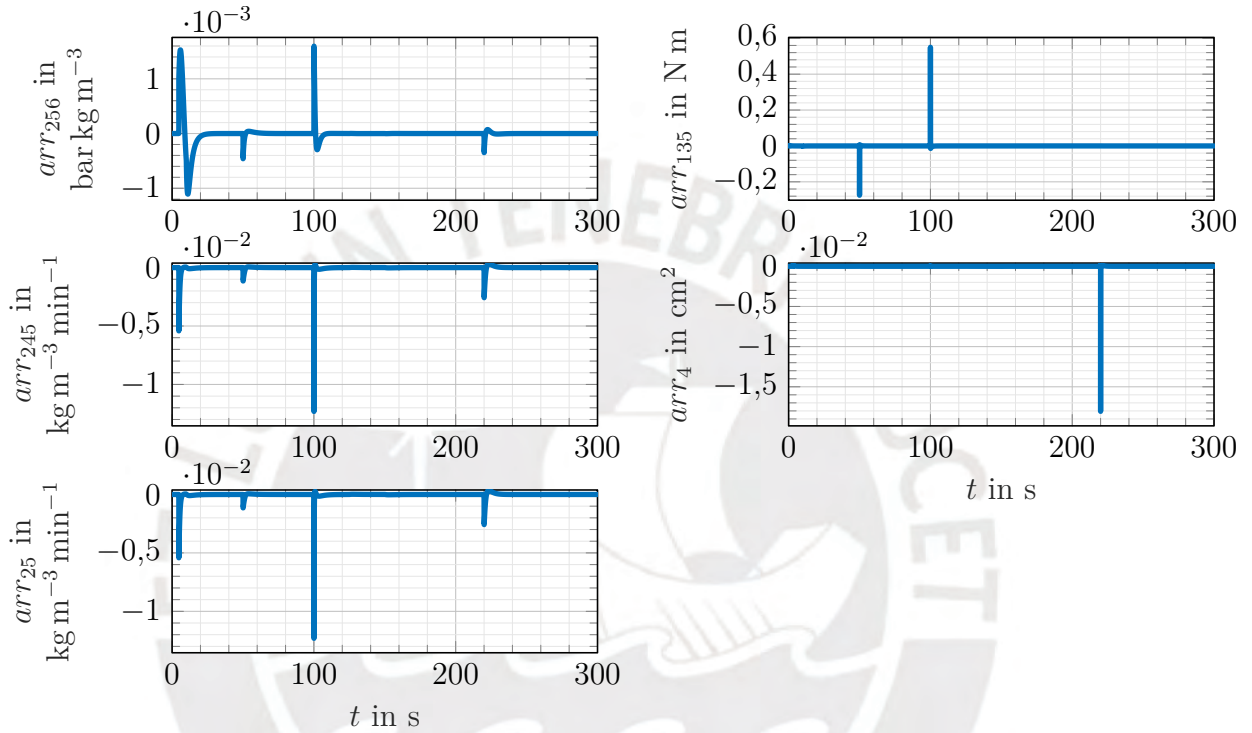 ·10⁻³
arr₂₅₆ in
bar kg m⁻³
1
0
−1
0 100 200 300
arr₁₃₅ in N m
0,6
0,4
0,2
0
−0,2
0 100 200 300
·10⁻²
arr₂₄₅ in
kg m⁻³ min⁻¹
0
−0,5
−1
0 100 200 300
·10⁻²
arr₄ in cm²
0
−0,5
−1
−1,5
0 100 200 300
t in s
·10⁻²
arr₂₅ in
kg m⁻³ min⁻¹
0
−0,5
−1
0 100 200 300
t in s
IN TENEBR
LU
OCET